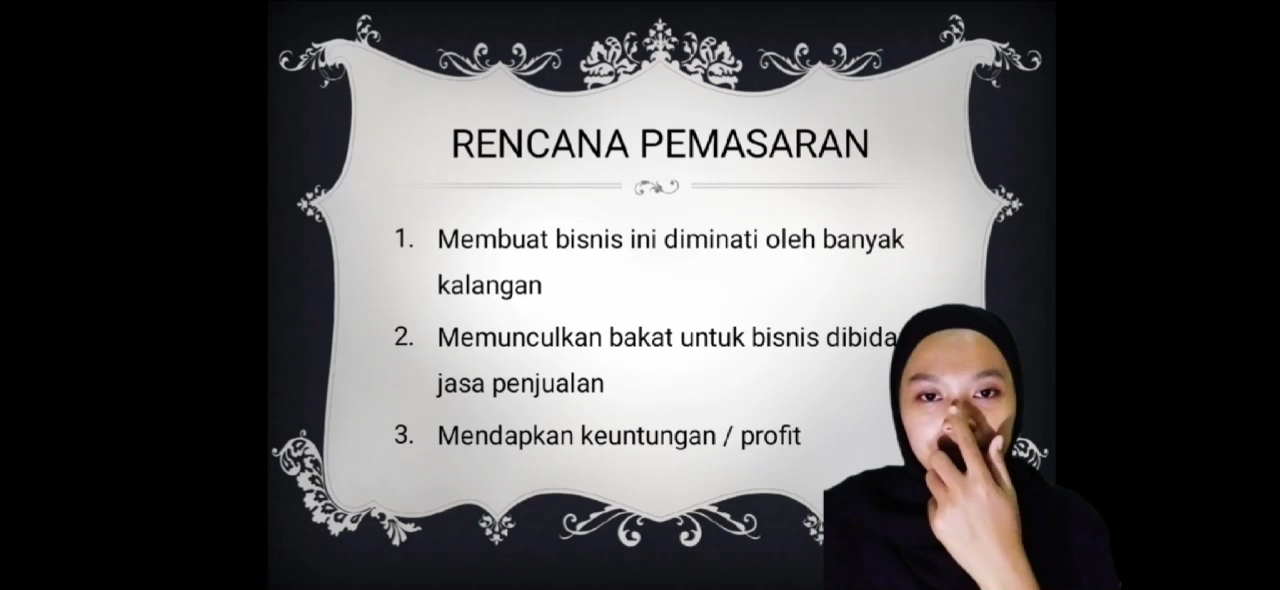 RENCANA PEMASARAN
1. Membuat bisnis ini diminati oleh banyak
kalangan
2. Memunculkan bakat untuk bisnis
jasa penjualan
3. Mendapkan keuntungan / profit